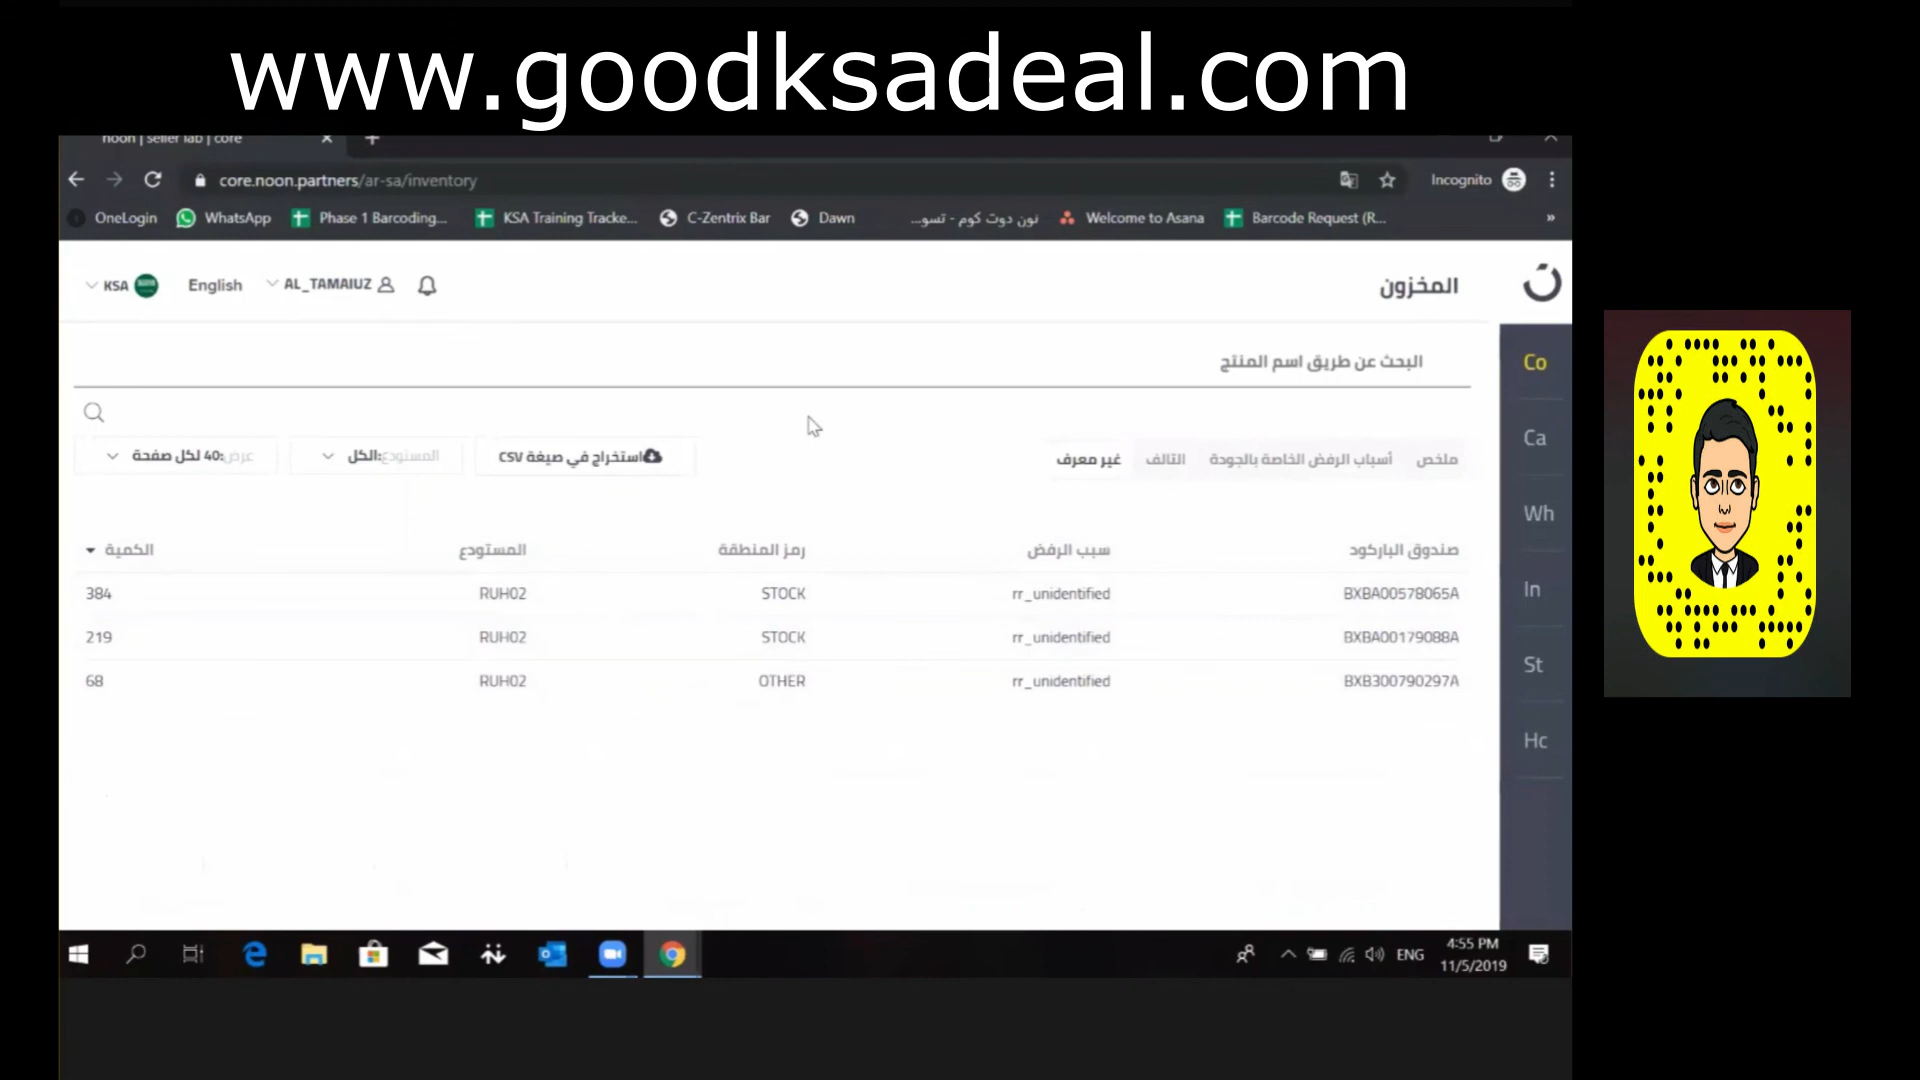 www.goodksadeal.com
noon | seller lab | core
core.noon.partners/ar-sa/inventory
Incognito
OneLogin WhatsApp Phase 1 Barcoding... KSA Training Tracke... C-Zentrix Bar Dawn نون دوت كوم - تسو... Welcome to Asana Barcode Request (R... »
المخزون AL_TAMAIUZ English KSA
البحث عن طريق اسم المنتج
ملخص أسباب الرفض الخاصة بالجودة التالف غير معرف استخراج في صيغة CSV المستودع:الكل عرض:40 لكل صفحة
صندوق الباركود سبب الرفض رمز المنطقة المستودع الكمية
BXBA00578065A rr_unidentified STOCK RUH02 384
BXBA00179088A rr_unidentified STOCK RUH02 219
BXB300790297A rr_unidentified OTHER RUH02 68
Co
Ca
Wh
In
St
Hc
ENG
4:55 PM
11/5/2019